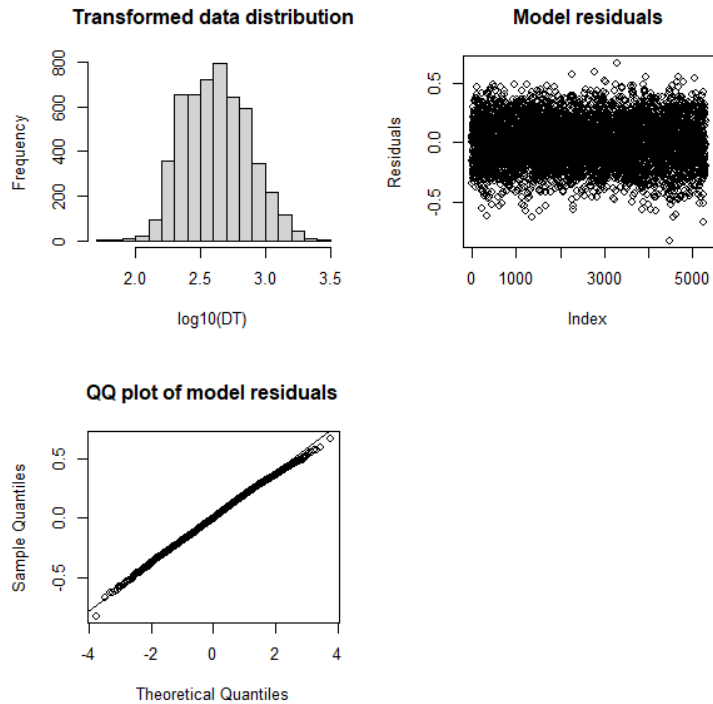 Transformed data distribution
Frequency
0 200 400 600 800
2.0 2.5 3.0 3.5
log10(DT)
Model residuals
Residuals
-0.5 0.0 0.5
0 1000 3000 5000
Index
QQ plot of model residuals
Sample Quantiles
-0.5 0.0 0.5
-4 -2 0 2 4
Theoretical Quantiles